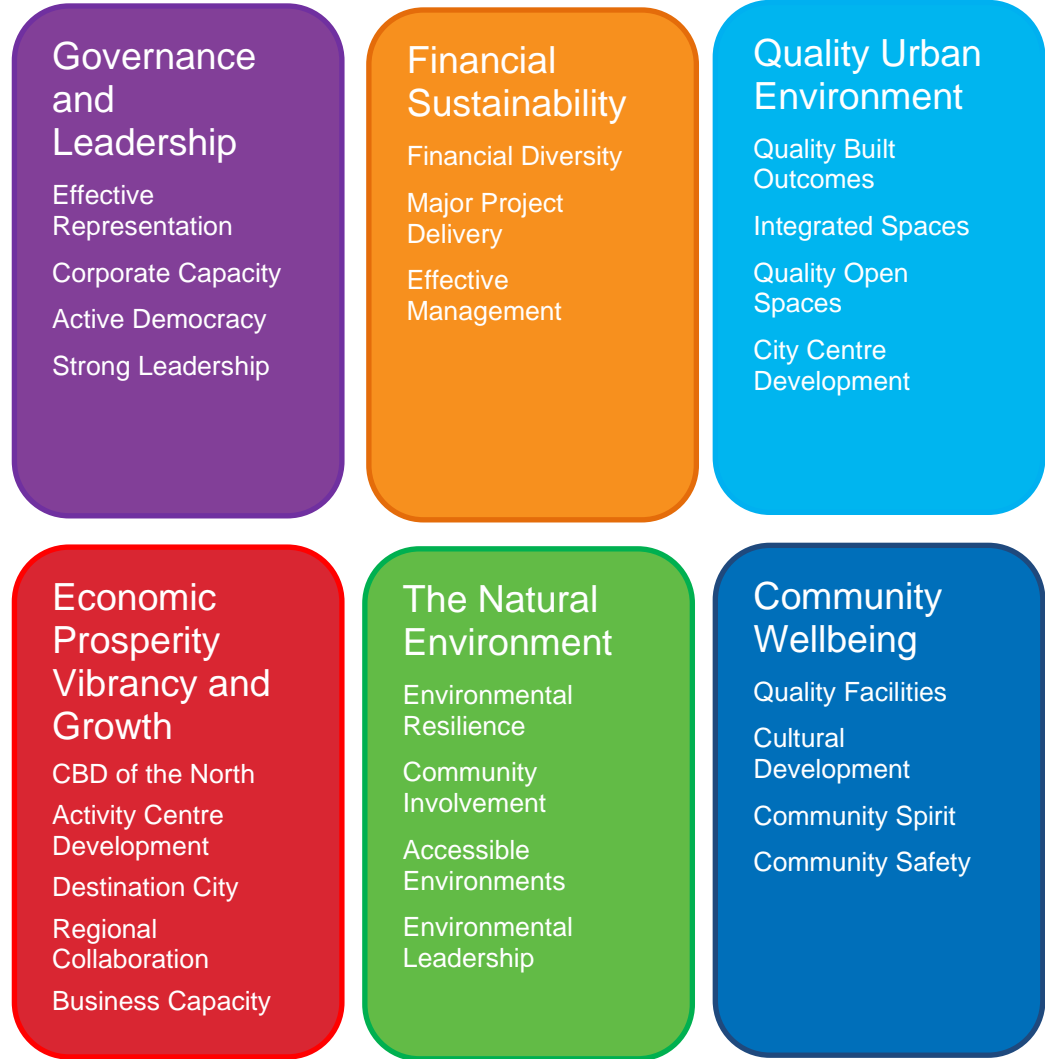 Governance
and
Leadership
Effective
Representation
Corporate Capacity
Active Democracy
Strong Leadership
Financial
Sustainability
Financial Diversity
Major Project
Delivery
Effective
Management
Quality Urban
Environment
Quality Built
Outcomes
Integrated Spaces
Quality Open
Spaces
City Centre
Development
Economic
Prosperity
Vibrancy and
Growth
CBD of the North
Activity Centre
Development
Destination City
Regional
Collaboration
Business Capacity
The Natural
Environment
Environmental
Resilience
Community
Involvement
Accessible
Environments
Environmental
Leadership
Community
Wellbeing
Quality Facilities
Cultural
Development
Community Spirit
Community Safety